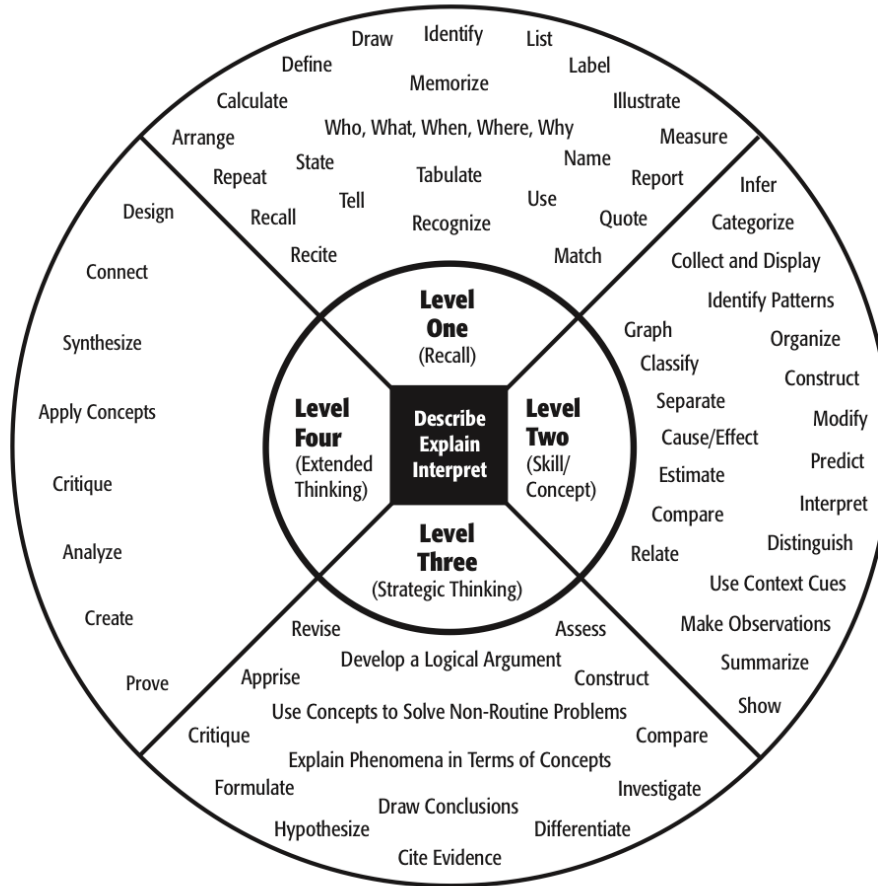 Draw
Identify
List
Define
Label
Memorize
Calculate
Illustrate
Who, What, When, Where, Why
Arrange
Measure
State
Name
Repeat
Tabulate
Report
Tell
Use
Recall
Recognize
Quote
Recite
Match
Level
One
(Recall)
Infer
Categorize
Collect and Display
Identify Patterns
Graph
Organize
Classify
Construct
Separate
Modify
Cause/Effect
Predict
Estimate
Interpret
Compare
Distinguish
Relate
Use Context Cues
Make Observations
Summarize
Show
Level
Two
(Skill/
Concept)
Describe
Explain
Interpret
Level
Four
(Extended
Thinking)
Design
Connect
Synthesize
Apply Concepts
Critique
Analyze
Create
Prove
Level
Three
(Strategic Thinking)
Revise
Assess
Develop a Logical Argument
Apprise
Construct
Use Concepts to Solve Non-Routine Problems
Critique
Compare
Explain Phenomena in Terms of Concepts
Formulate
Investigate
Draw Conclusions
Hypothesize
Differentiate
Cite Evidence